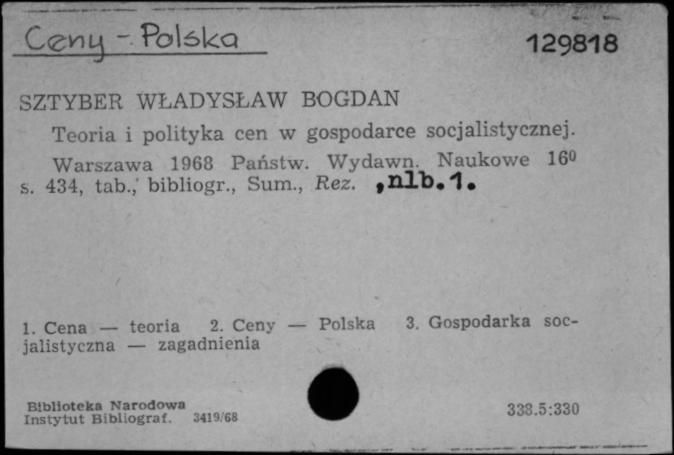 Ceny - Polska
129818
SZTYBER WŁADYSŁAW BOGDAN
Teoria i polityka cen w gospodarce socjalistycznej.
Warszawa 1968 Państw. Wydawn. Naukowe 16⁰
s. 434, tab., bibliogr., Sum., Rez. ,nlb.1.
1. Cena — teoria 2. Ceny — Polska 3. Gospodarka soc-
jalistyczna — zagadnienia
Biblioteka Narodowa
Instytut Bibliograf. 3419/68
338.5:330